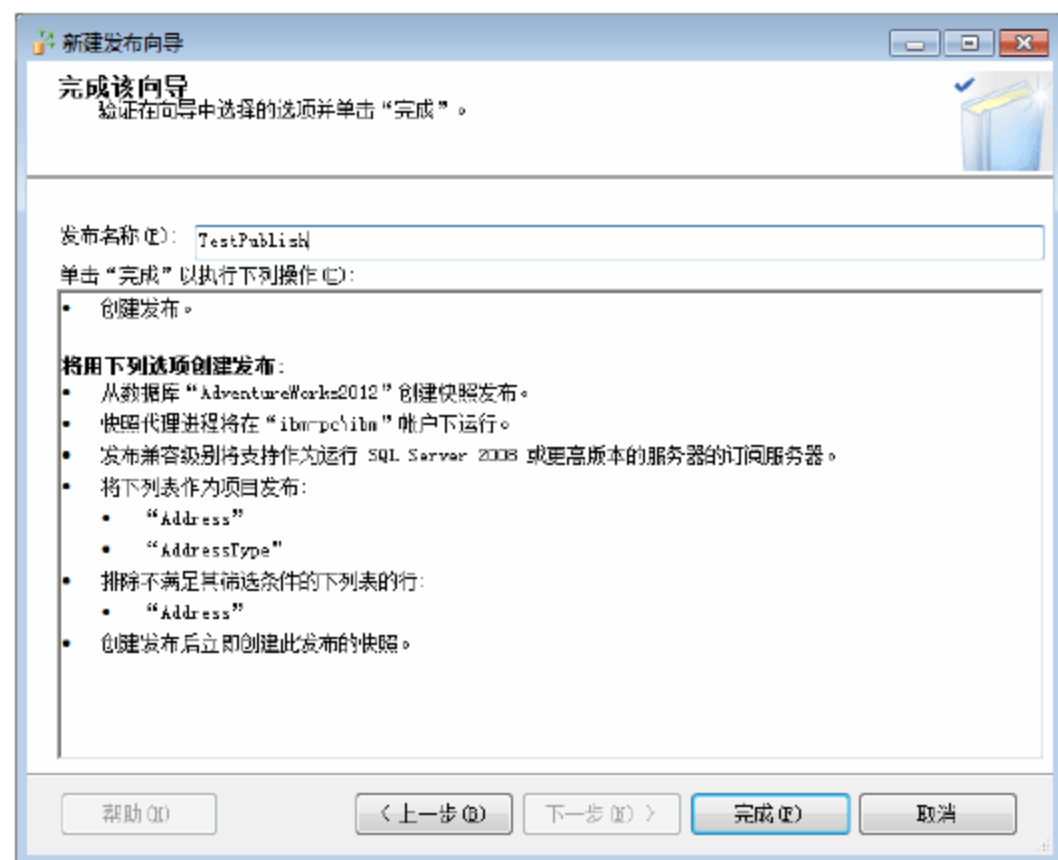 新建发布向导
完成该向导
验证在向导中选择的选项并单击“完成”。
发布名称(P): TestPublish
单击“完成”以执行下列操作(C):
• 创建发布。
将用下列选项创建发布:
• 从数据库“AdventureWorks2012”创建快照发布。
• 快照代理进程将在“ibm-pc\ibm”帐户下运行。
• 发布兼容级别将支持作为运行 SQL Server 2008 或更高版本的服务器的订阅服务器。
• 将下列表作为项目发布:
• “Address”
• “AddressType”
• 排除不满足其筛选条件的下列表的行:
• “Address”
• 创建发布后立即创建此发布的快照。
帮助(H) < 上一步(B) 下一步(N) > 完成(F) 取消